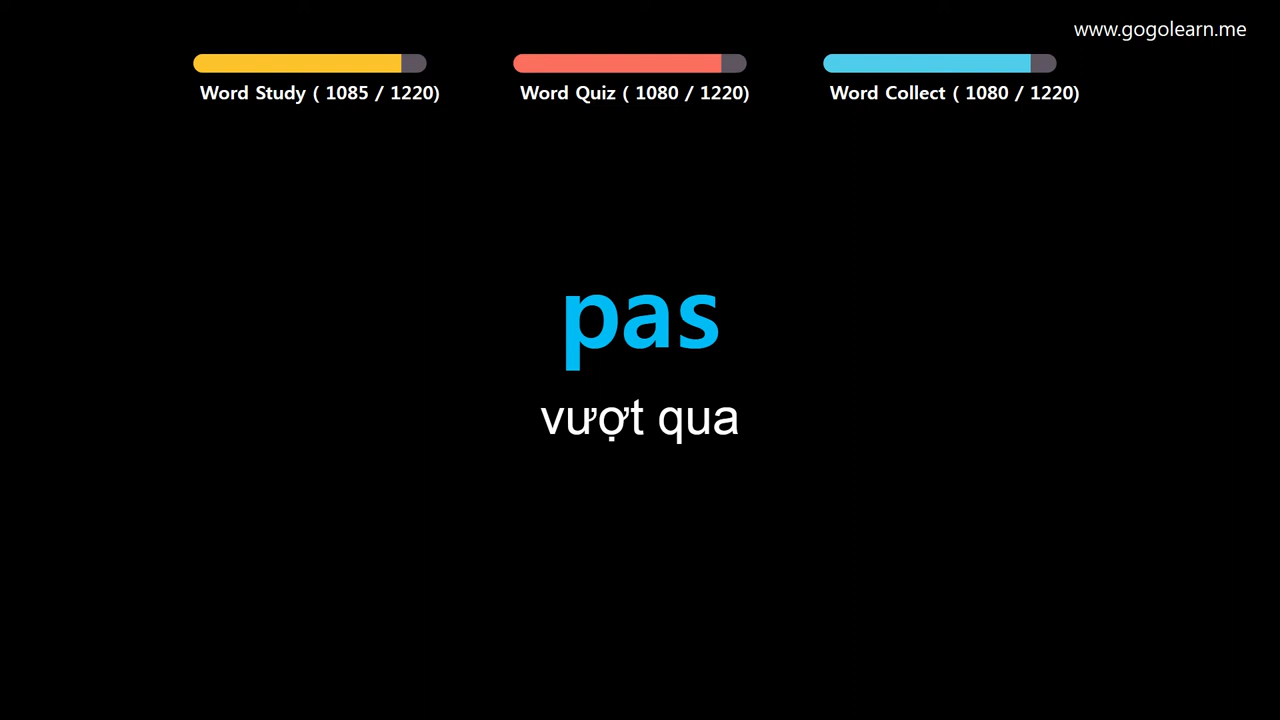 www.gogolearn.me
Word Study ( 1085 / 1220)
Word Quiz ( 1080 / 1220)
Word Collect ( 1080 / 1220)
pas
vượt qua